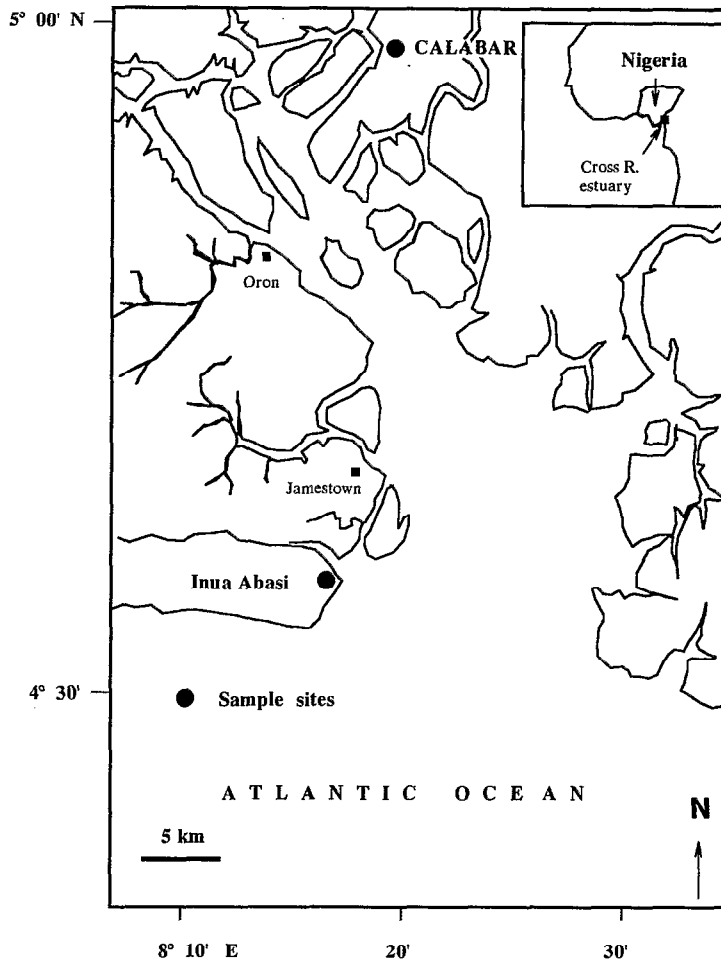 5° 00' N
CALABAR
Nigeria
Cross R.
estuary
Oron
Jamestown
Inua Abasi
4° 30'
Sample sites
ATLANTIC OCEAN
5 km
N
8° 10' E
20'
30'